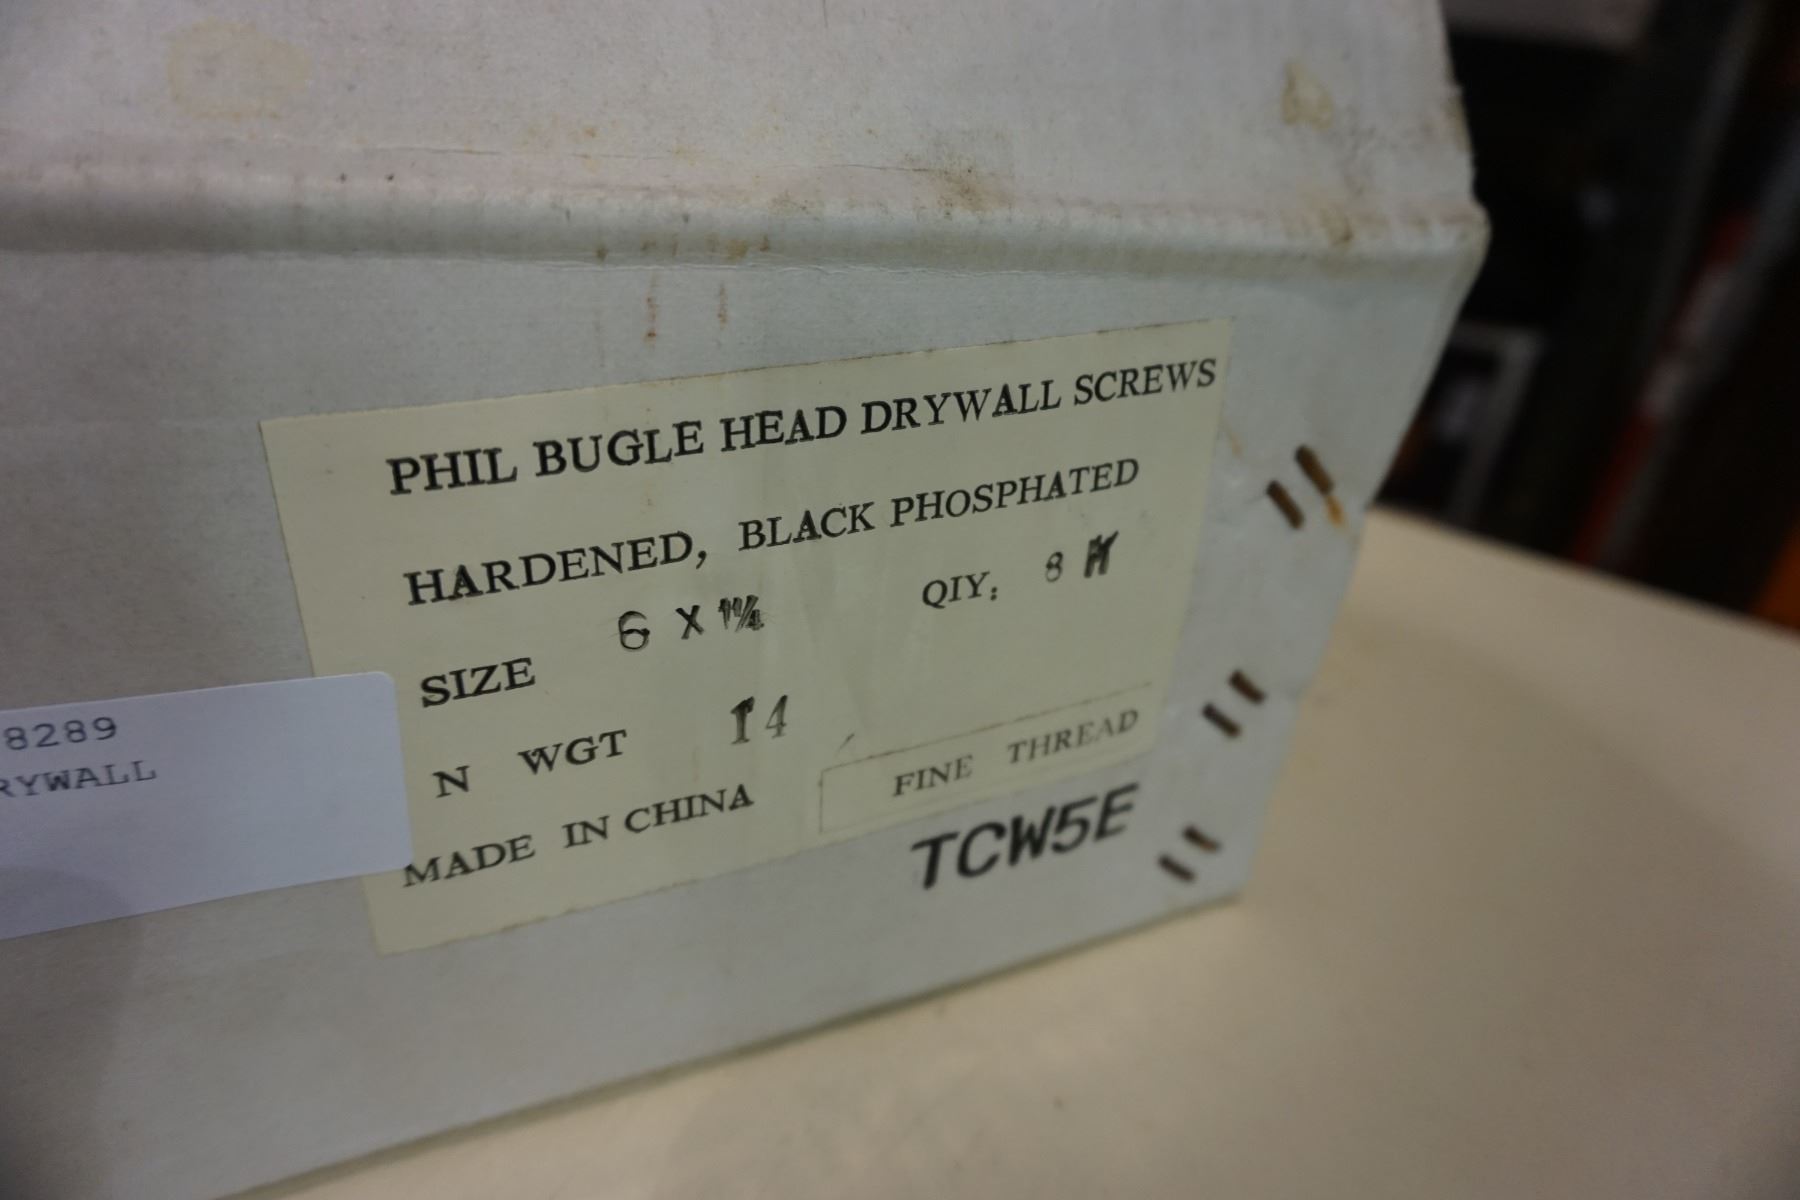 PHIL BUGLE HEAD DRYWALL SCREWS
HARDENED, BLACK PHOSPHATED
SIZE 6 X 1¼ QIY: 8 M
N WGT 14
MADE IN CHINA
FINE THREAD
TCW5E
8289
RYWALL